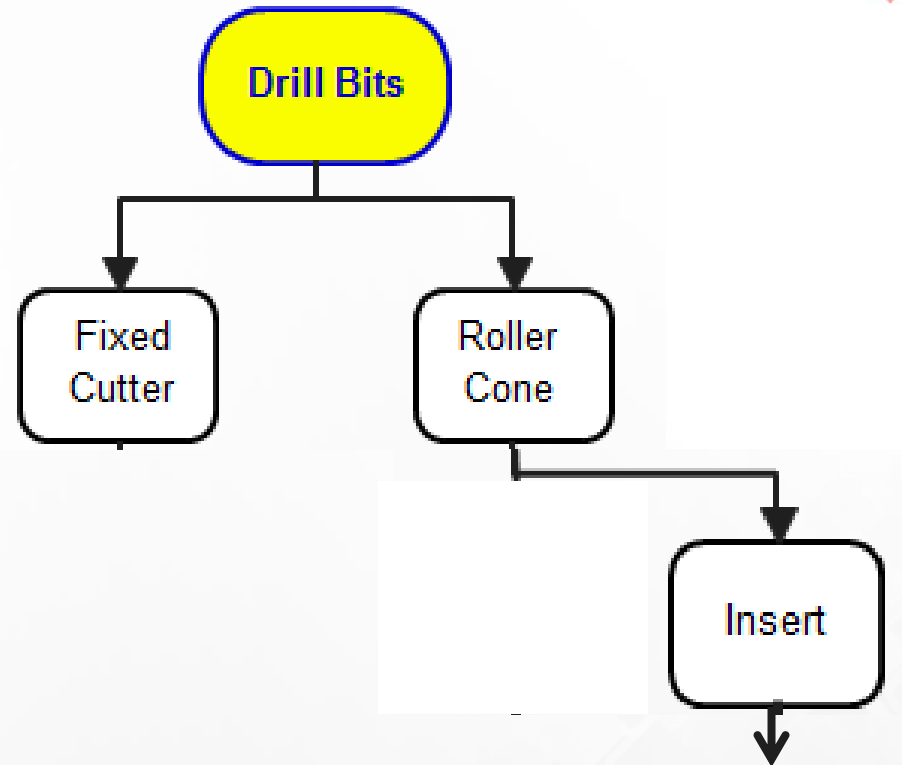 Drill Bits
Fixed
Cutter
Roller
Cone
Insert